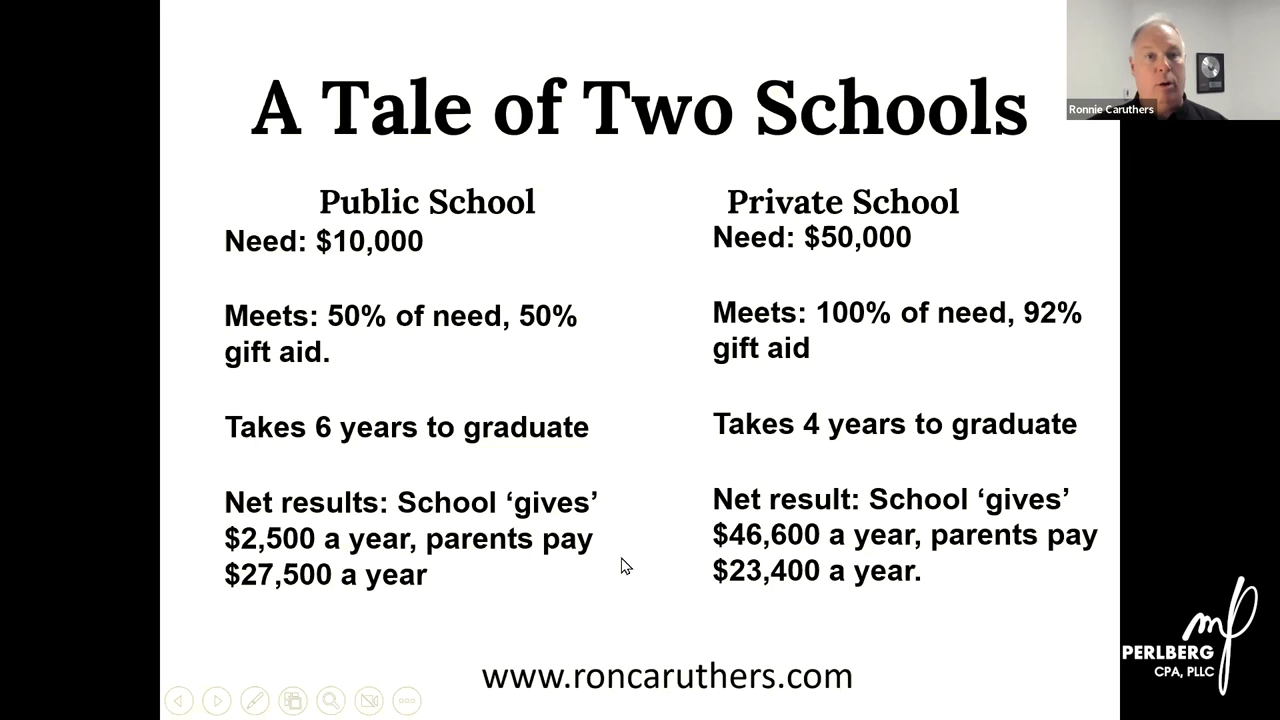 A Tale of Two Schools
Ronnie Caruthers
Public School
Need: $10,000
Meets: 50% of need, 50%
gift aid.
Takes 6 years to graduate
Net results: School ‘gives’
$2,500 a year, parents pay
$27,500 a year
Private School
Need: $50,000
Meets: 100% of need, 92%
gift aid
Takes 4 years to graduate
Net result: School ‘gives’
$46,600 a year, parents pay
$23,400 a year.
www.roncaruthers.com
mp
PERLBERG
CPA, PLLC